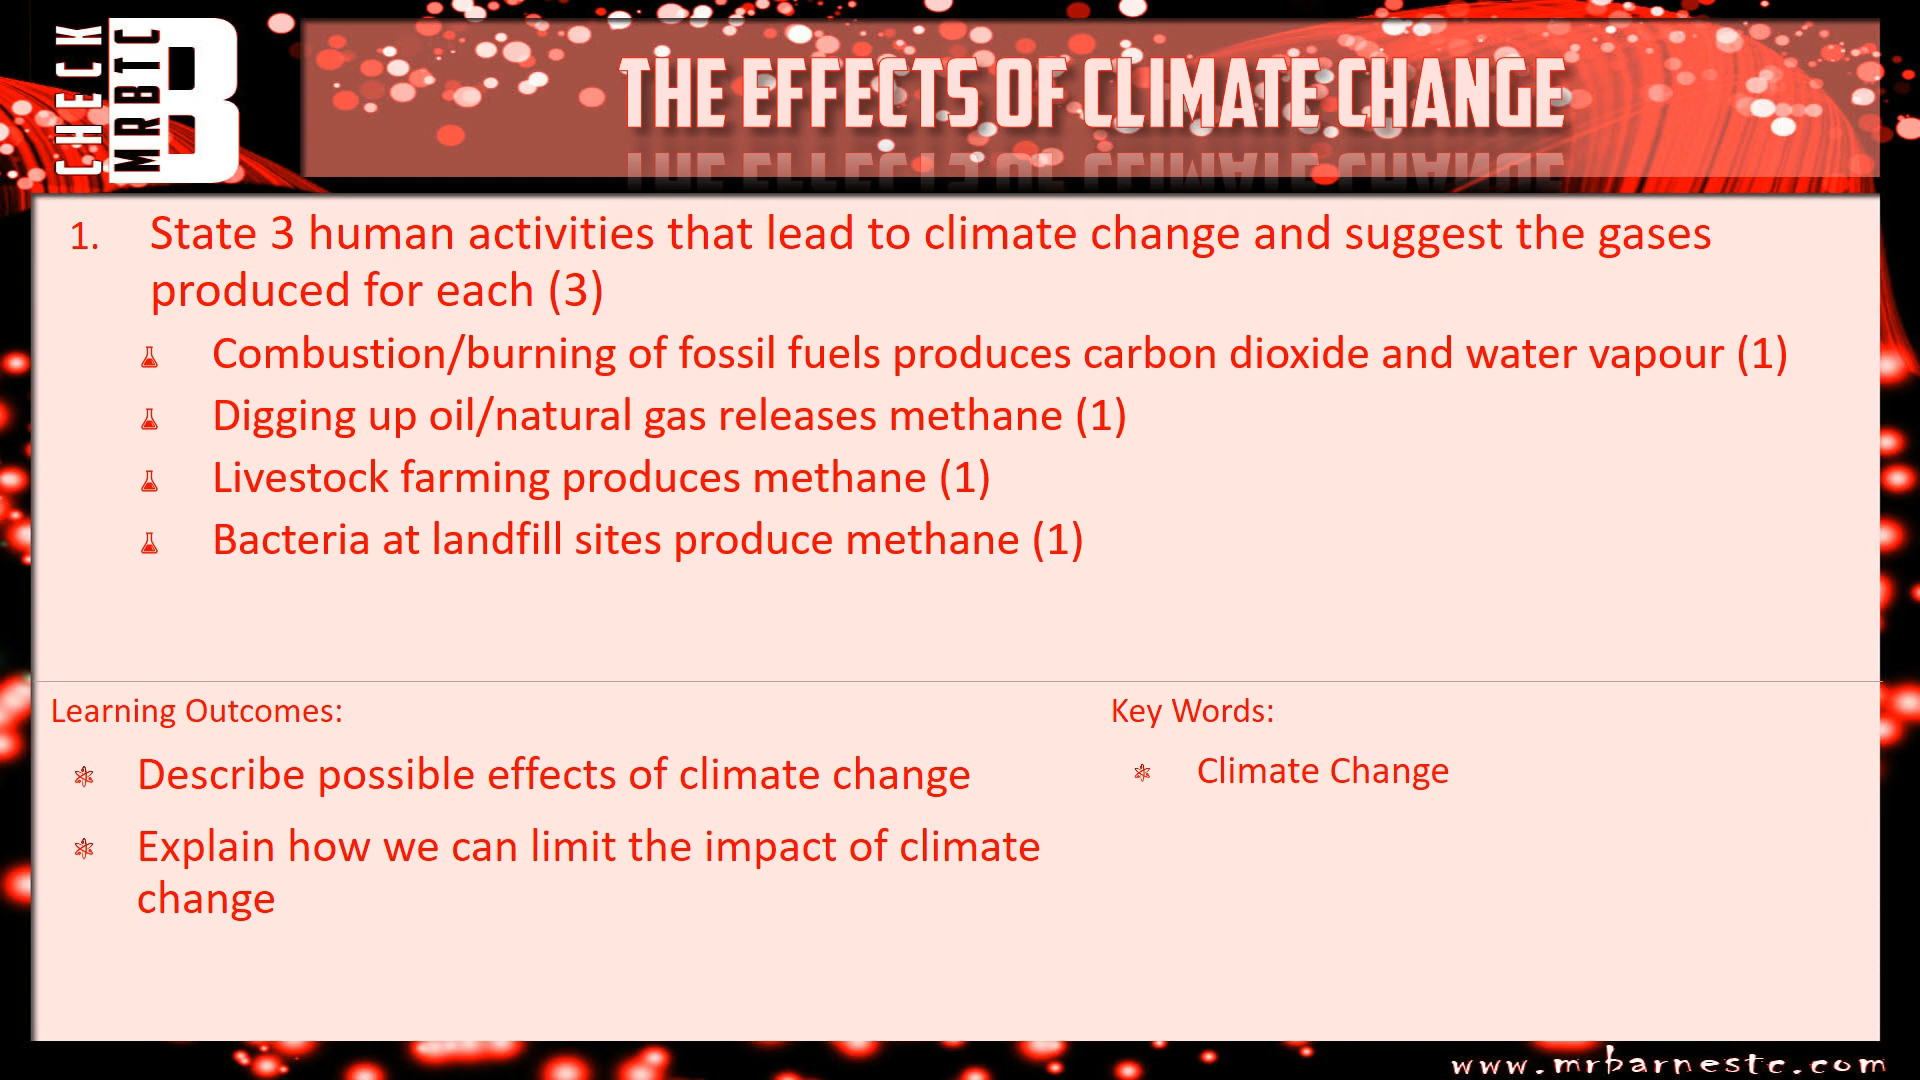 CHECK
MRBTC
B
THE EFFECTS OF CLIMATE CHANGE
1. State 3 human activities that lead to climate change and suggest the gases
produced for each (3)
Combustion/burning of fossil fuels produces carbon dioxide and water vapour (1)
Digging up oil/natural gas releases methane (1)
Livestock farming produces methane (1)
Bacteria at landfill sites produce methane (1)
Learning Outcomes:
Describe possible effects of climate change
Explain how we can limit the impact of climate
change
Key Words:
Climate Change
www.mrbarnestc.com